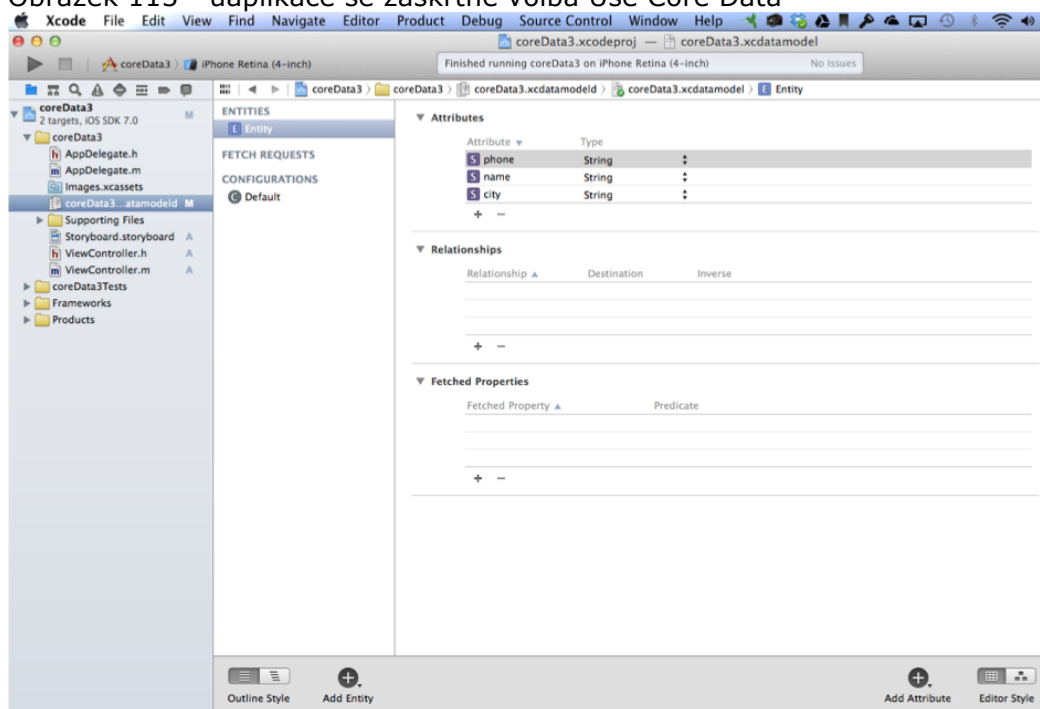 Obrázek 115 - uaplikace se zaškrtne volba Use Core Data
Xcode File Edit View Find Navigate Editor Product Debug Source Control Window Help
coreData3.xcodeproj — coreData3.xcdatamodel
coreData3 iPhone Retina (4-inch) Finished running coreData3 on iPhone Retina (4-inch) No Issues
coreData3 coreData3 coreData3.xcdatamodeld coreData3.xcdatamodel E Entity
coreData3 M
2 targets, iOS SDK 7.0
coreData3
h AppDelegate.h
m AppDelegate.m
Images.xcassets
coreData3...atamodeld M
Supporting Files
Storyboard.storyboard A
h ViewController.h A
m ViewController.m A
coreData3Tests
Frameworks
Products
ENTITIES
E Entity
FETCH REQUESTS
CONFIGURATIONS
C Default
Attributes
Attribute Type
S phone String
S name String
S city String
+ −
Relationships
Relationship Destination Inverse
+ −
Fetched Properties
Fetched Property Predicate
+ −
Outline Style Add Entity Add Attribute Editor Style